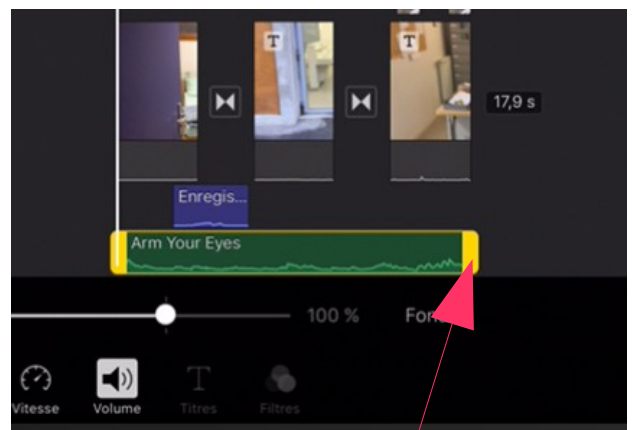 T
T
17,9 s
Enregis...
Arm Your Eyes
100 %
Vitesse
Volume
T
Titres
Filtres